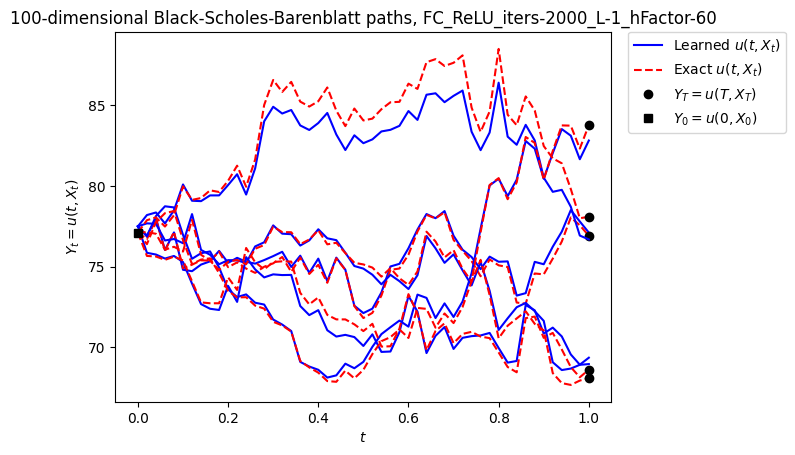 100-dimensional Black-Scholes-Barenblatt paths, FC_ReLU_iters-2000_L-1_hFactor-60
Learned u(t, X_t)
Exact u(t, X_t)
Y_T = u(T, X_T)
Y_0 = u(0, X_0)
Y_t = u(t, X_t)
85
80
75
70
0.0 0.2 0.4 0.6 0.8 1.0
t